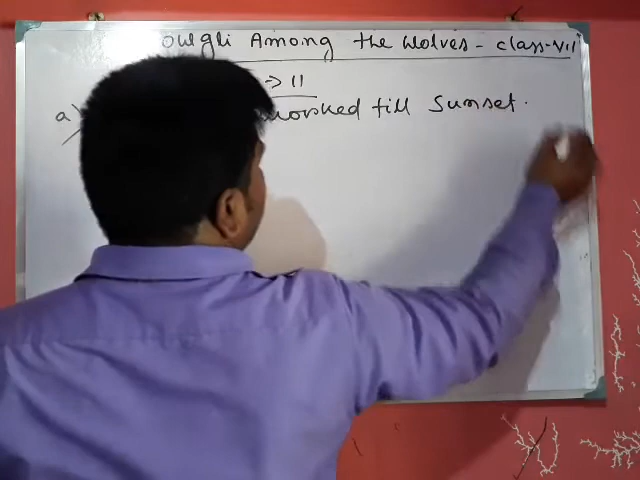 owgli Among the Wolves - class-VII
→ 11
a) worked till Sunset.